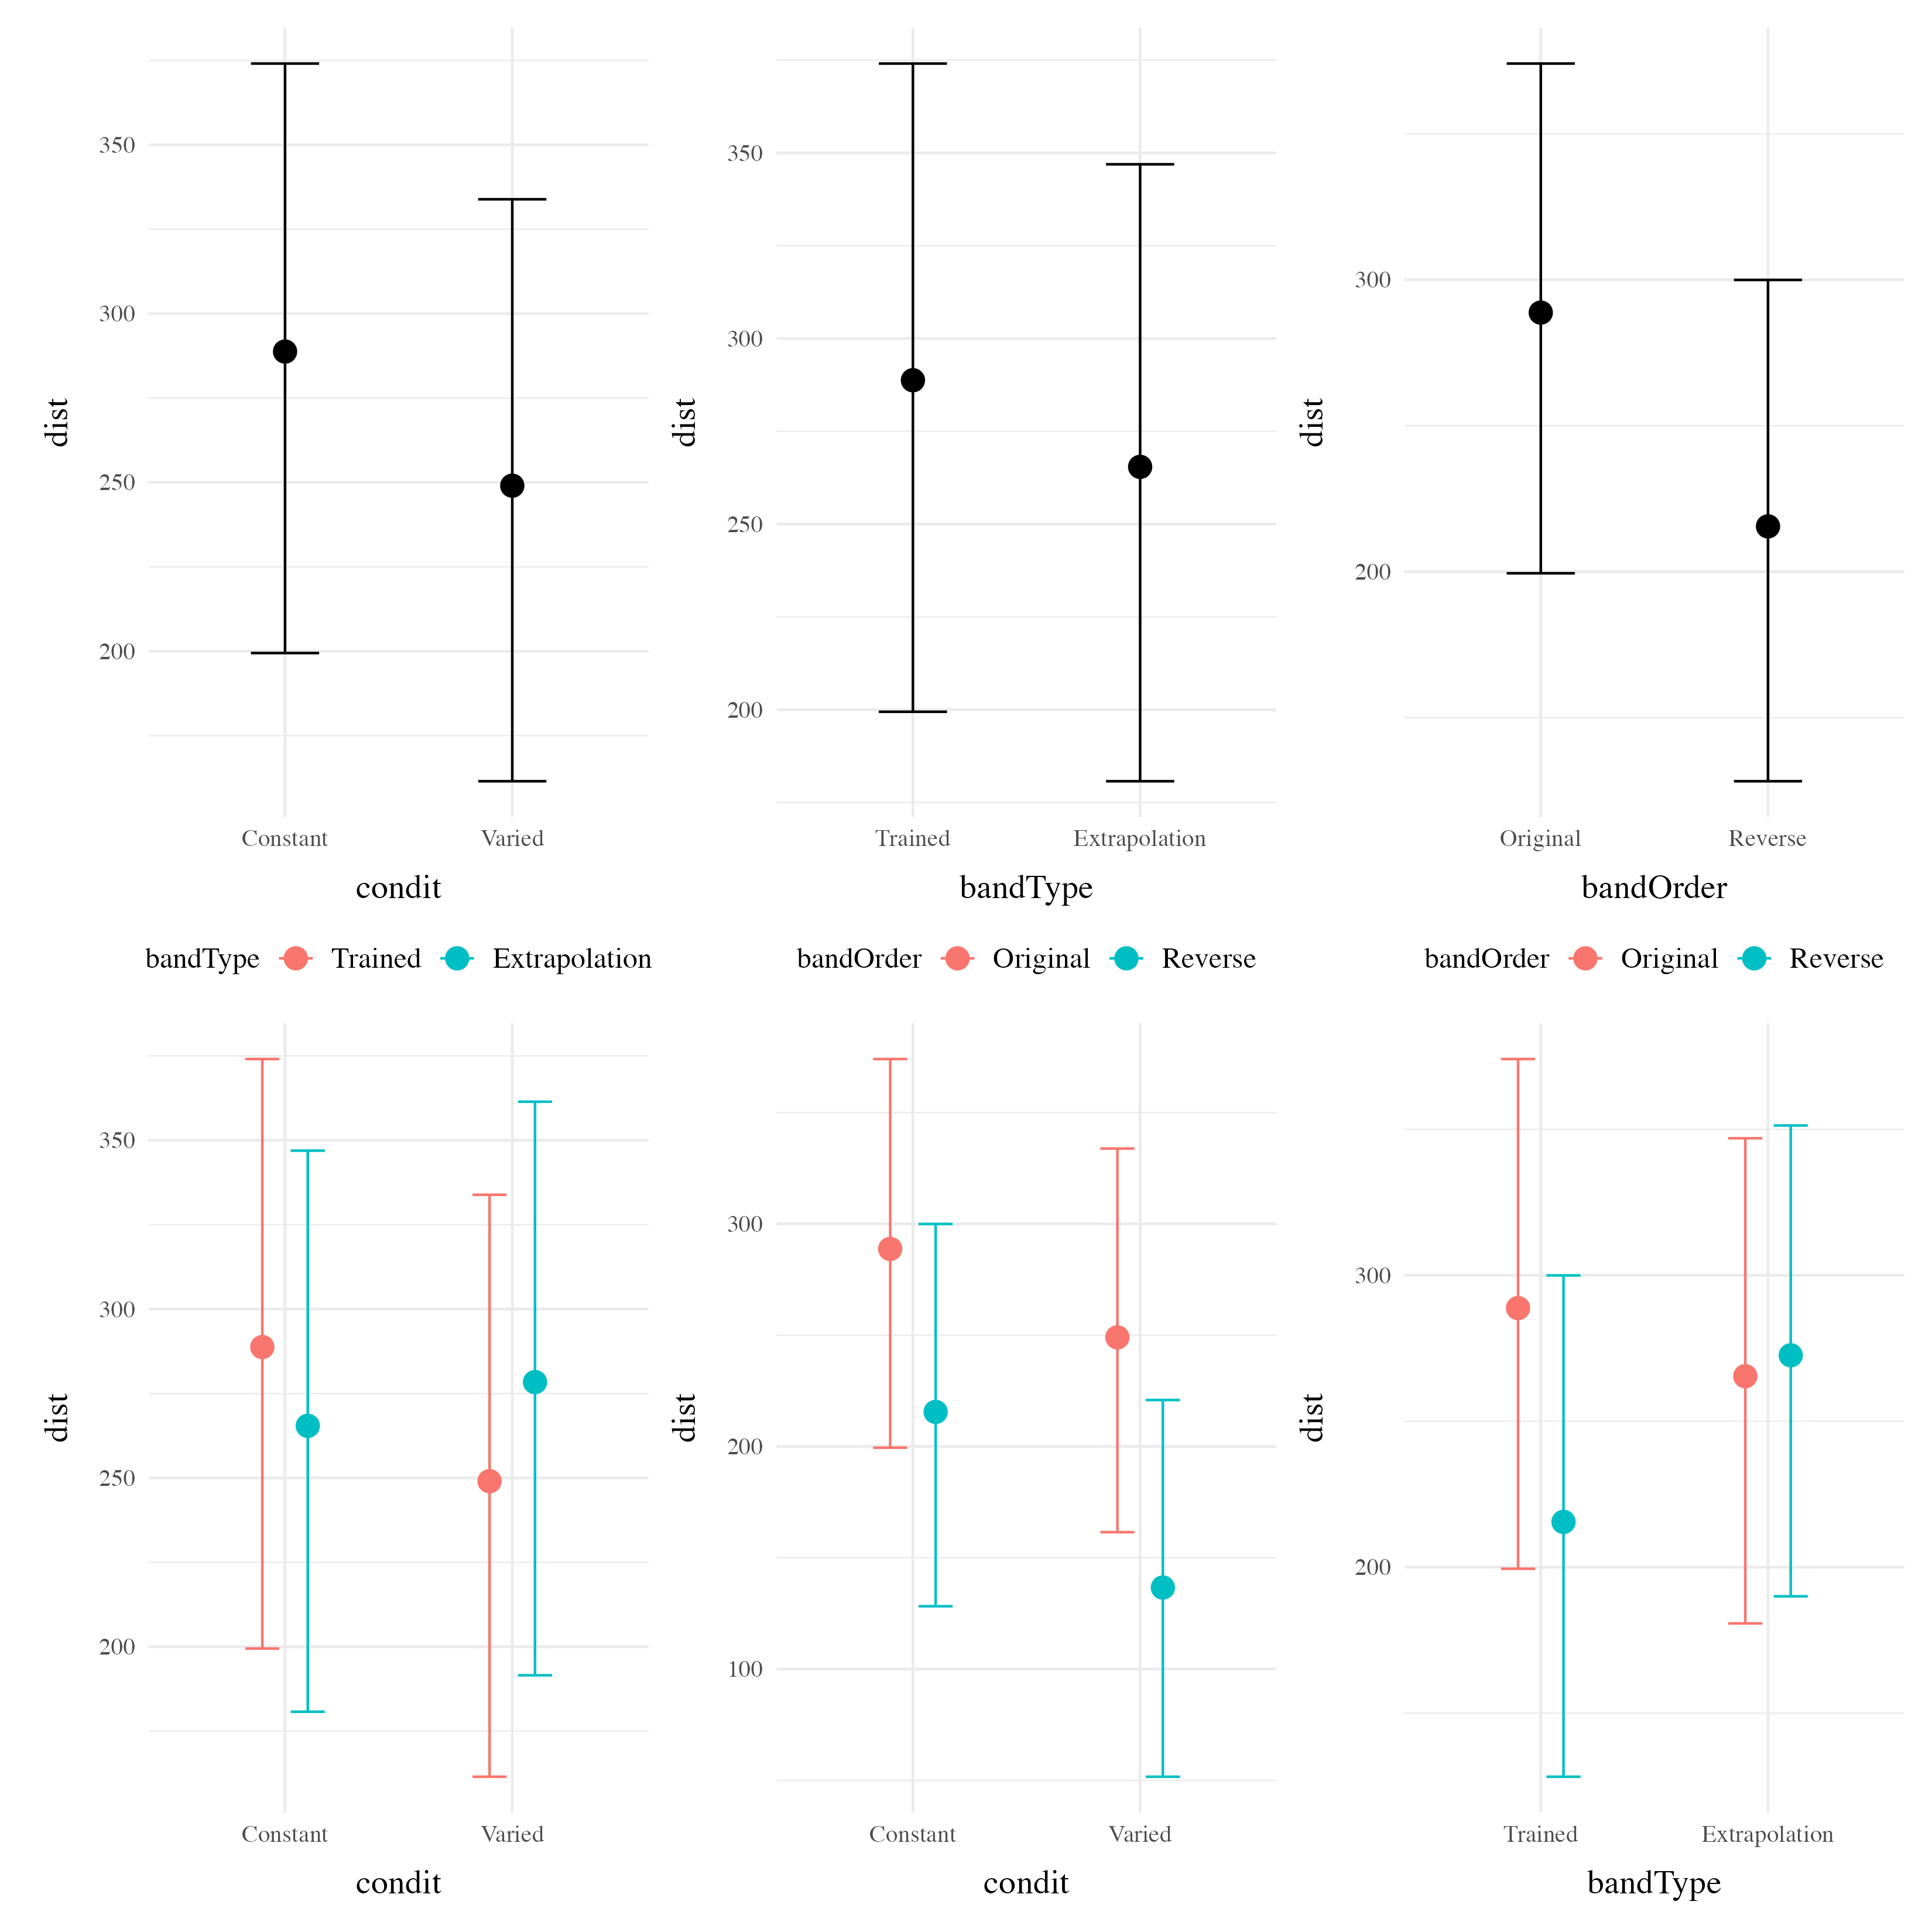 dist
350
300
250
200
Constant Varied
condit
dist
350
300
250
200
Trained Extrapolation
bandType
dist
300
200
Original Reverse
bandOrder
bandType Trained Extrapolation
dist
350
300
250
200
Constant Varied
condit
bandOrder Original Reverse
dist
300
200
100
Constant Varied
condit
bandOrder Original Reverse
dist
300
200
Trained Extrapolation
bandType